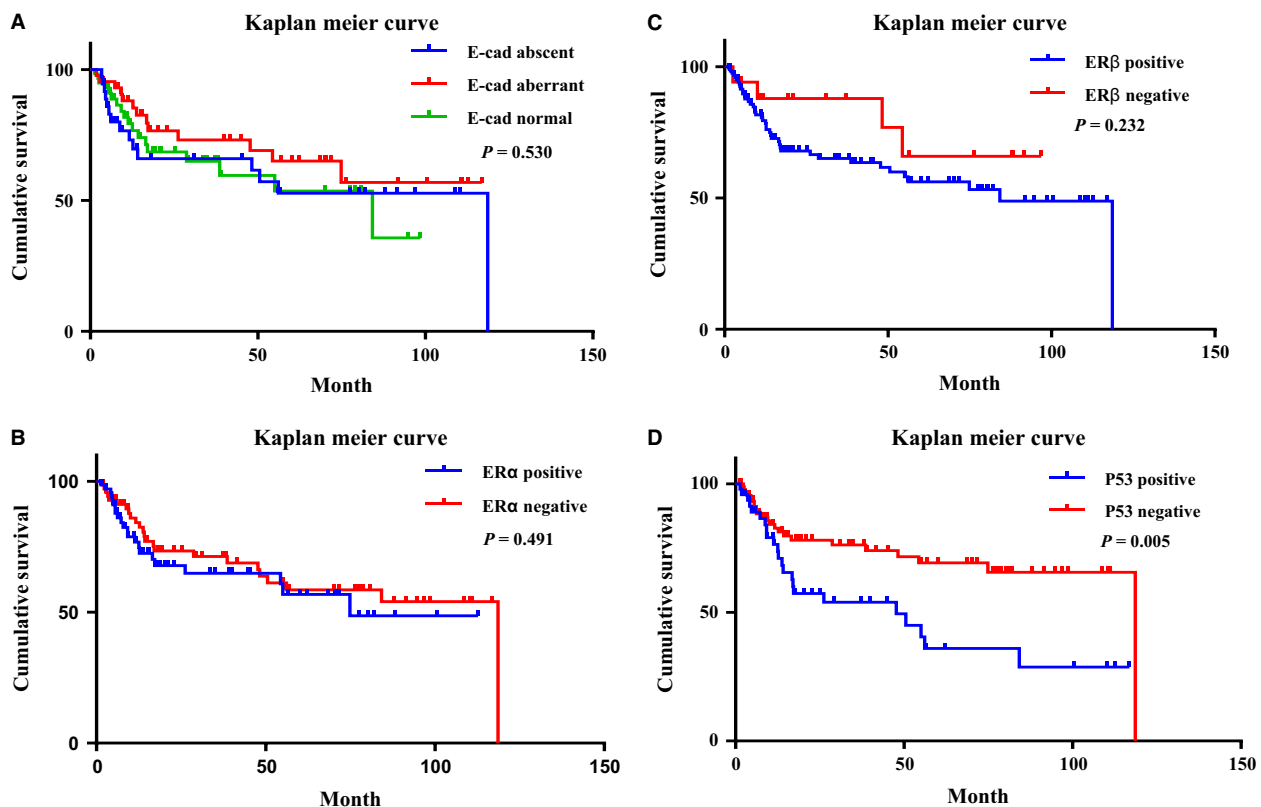 A
Kaplan meier curve
E-cad abscent
E-cad aberrant
E-cad normal
P = 0.530
Cumulative survival
100
50
0
0 50 100 150
Month
B
Kaplan meier curve
ERα positive
ERα negative
P = 0.491
Cumulative survival
100
50
0
0 50 100 150
Month
C
Kaplan meier curve
ERβ positive
ERβ negative
P = 0.232
Cumulative survival
100
50
0
0 50 100 150
Month
D
Kaplan meier curve
P53 positive
P53 negative
P = 0.005
Cumulative survival
100
50
0
0 50 100 150
Month